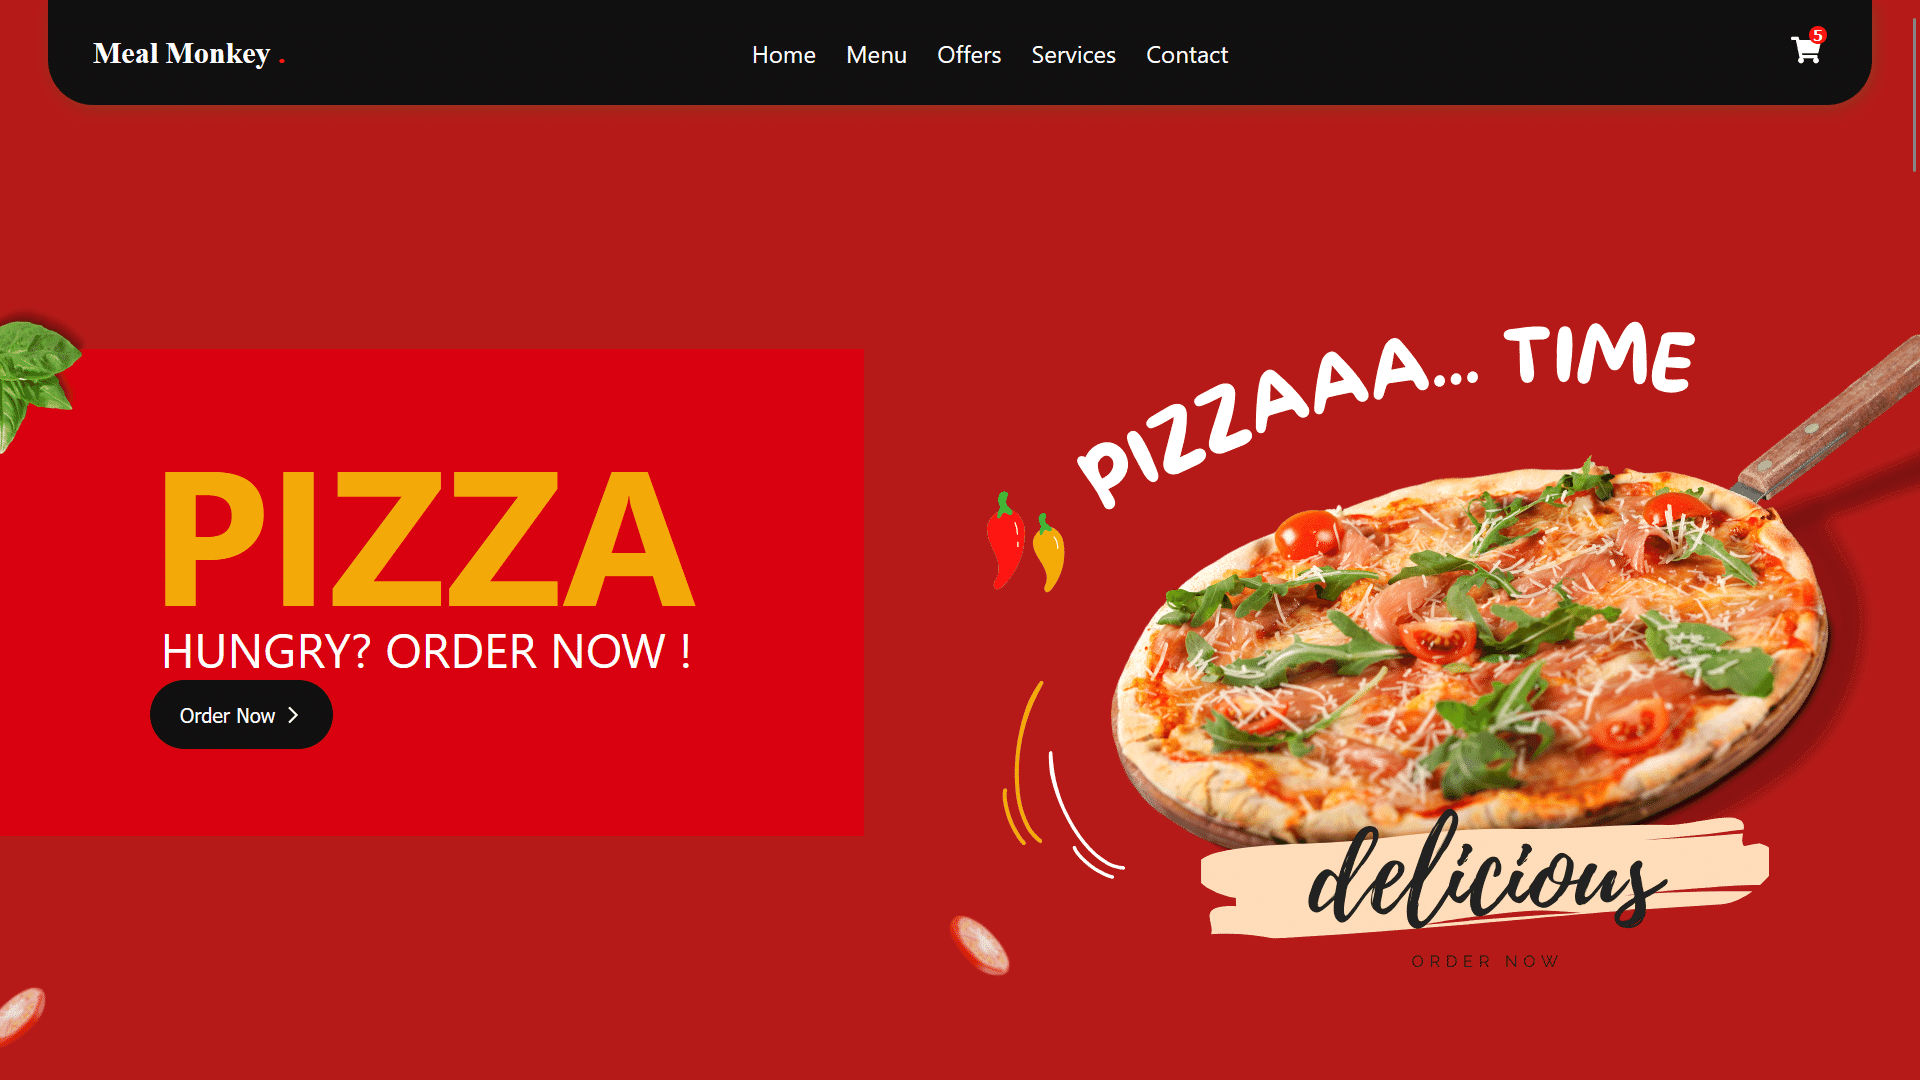 Meal Monkey .
Home Menu Offers Services Contact
5
PIZZAAA... TIME
PIZZA
HUNGRY? ORDER NOW !
Order Now
delicious
ORDER NOW